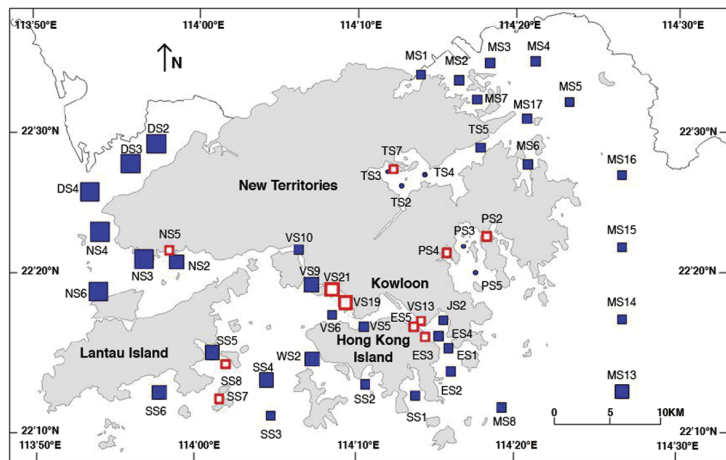 113°50'E 114°00'E 114°10'E 114°20'E 114°30'E
N
MS1
MS2
MS3
MS4
MS7
MS5
MS17
22°30'N
22°30'N
DS2
DS3
DS4
TS5
MS6
MS16
TS7
TS3
TS4
TS2
New Territories
NS4
NS5
NS3
NS2
VS10
PS2
PS3
PS4
PS5
MS15
22°20'N
22°20'N
NS6
VS9
VS21
VS19
Kowloon
VS6
VS5
ES5
VS13
JS2
MS14
Lantau Island
Hong Kong
Island
ES4
ES3
ES1
ES2
SS5
SS8
SS7
SS6
SS4
WS2
SS3
SS2
SS1
MS8
MS13
0 5 10KM
22°10'N
22°10'N
113°50'E 114°00'E 114°10'E 114°20'E 114°30'E